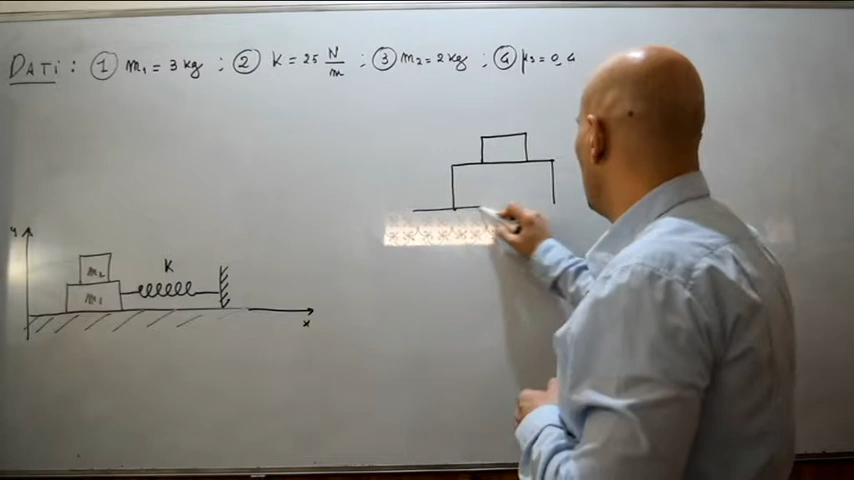 DATI : ① m₁ = 3 kg ; ② K = 25 N/m ; ③ m₂ = 2 kg ; ④ μs = 0,4
y
K
m₂
m₁
x